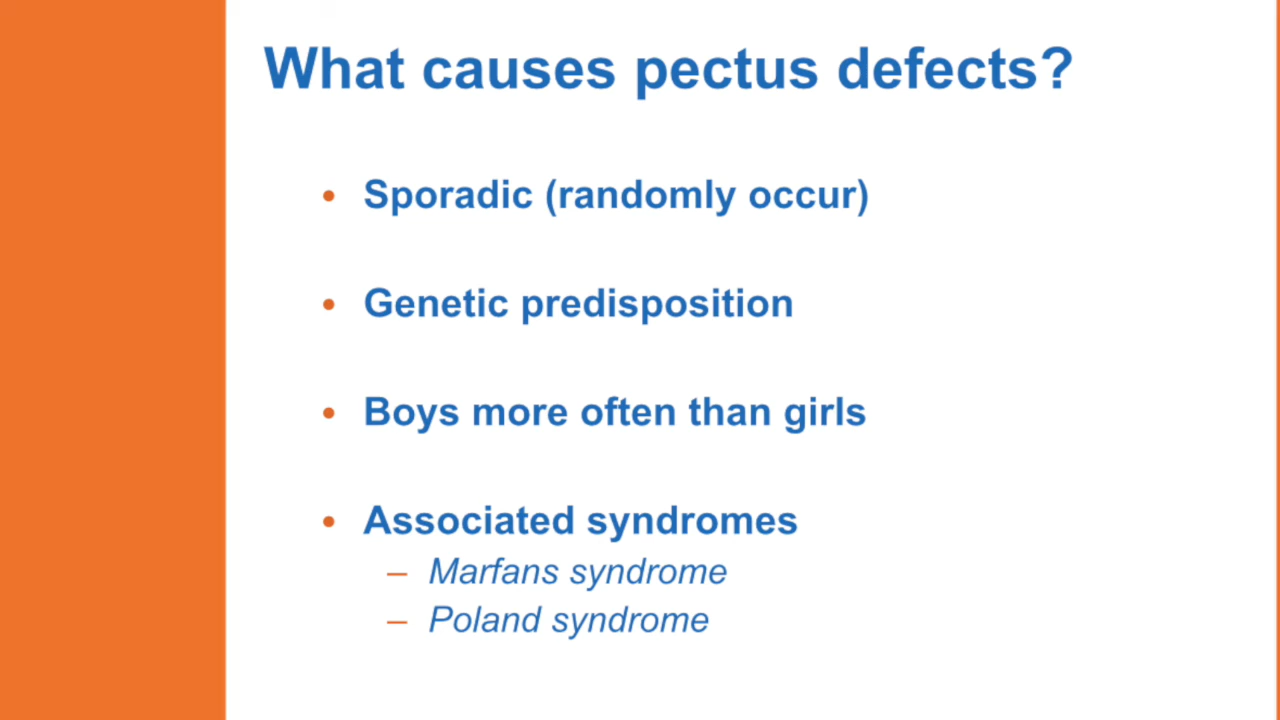 What causes pectus defects?
• Sporadic (randomly occur)
• Genetic predisposition
• Boys more often than girls
• Associated syndromes
– Marfans syndrome
– Poland syndrome